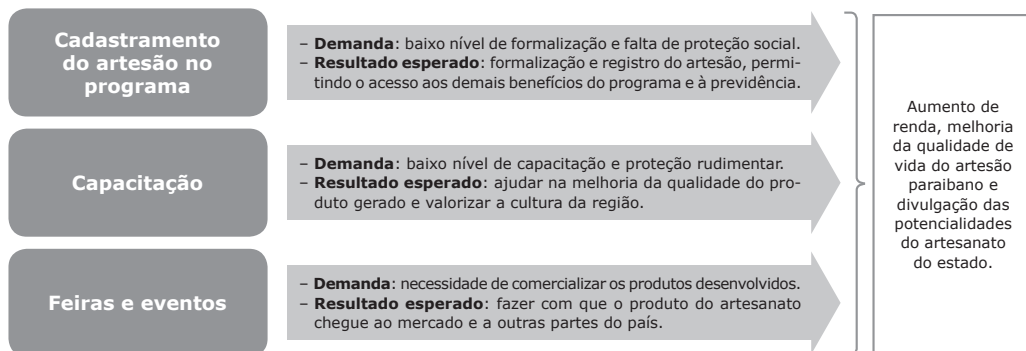 Cadastramento
do artesão no
programa
– Demanda: baixo nível de formalização e falta de proteção social.
– Resultado esperado: formalização e registro do artesão, permi-
tindo o acesso aos demais benefícios do programa e à previdência.
Capacitação
– Demanda: baixo nível de capacitação e proteção rudimentar.
– Resultado esperado: ajudar na melhoria da qualidade do pro-
duto gerado e valorizar a cultura da região.
Feiras e eventos
– Demanda: necessidade de comercializar os produtos desenvolvidos.
– Resultado esperado: fazer com que o produto do artesanato
chegue ao mercado e a outras partes do país.
Aumento de
renda, melhoria
da qualidade de
vida do artesão
paraibano e
divulgação das
potencialidades
do artesanato
do estado.